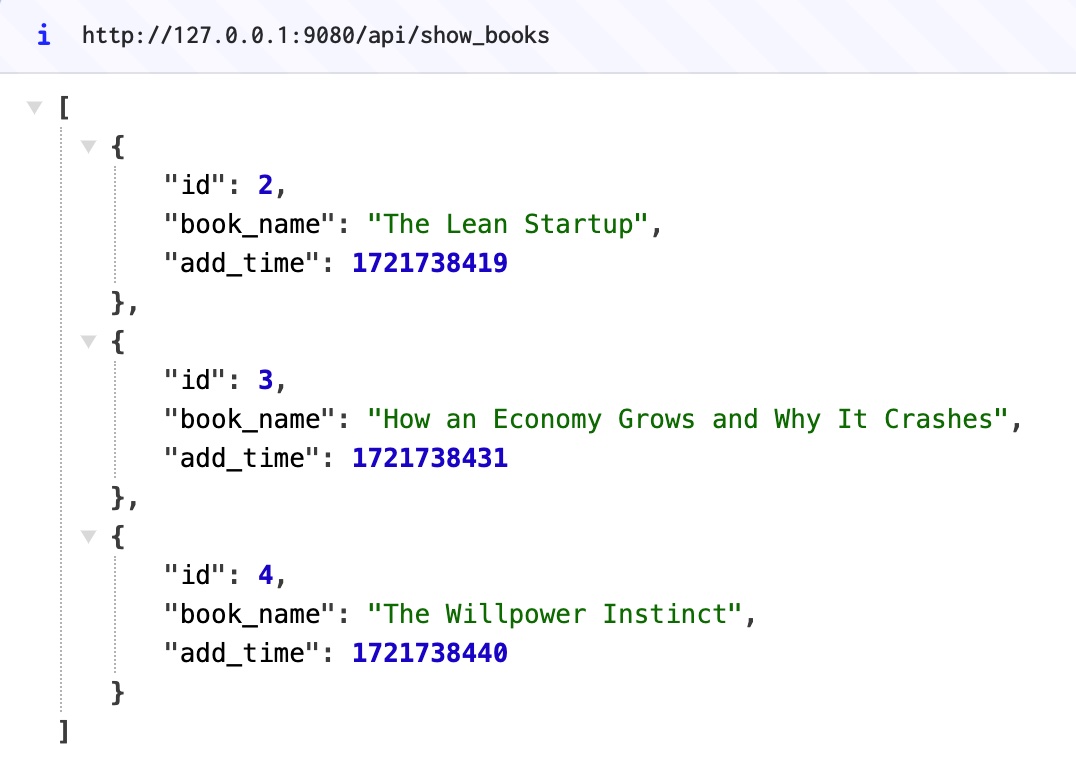 i http://127.0.0.1:9080/api/show_books
[
{
"id": 2,
"book_name": "The Lean Startup",
"add_time": 1721738419
},
{
"id": 3,
"book_name": "How an Economy Grows and Why It Crashes",
"add_time": 1721738431
},
{
"id": 4,
"book_name": "The Willpower Instinct",
"add_time": 1721738440
}
]